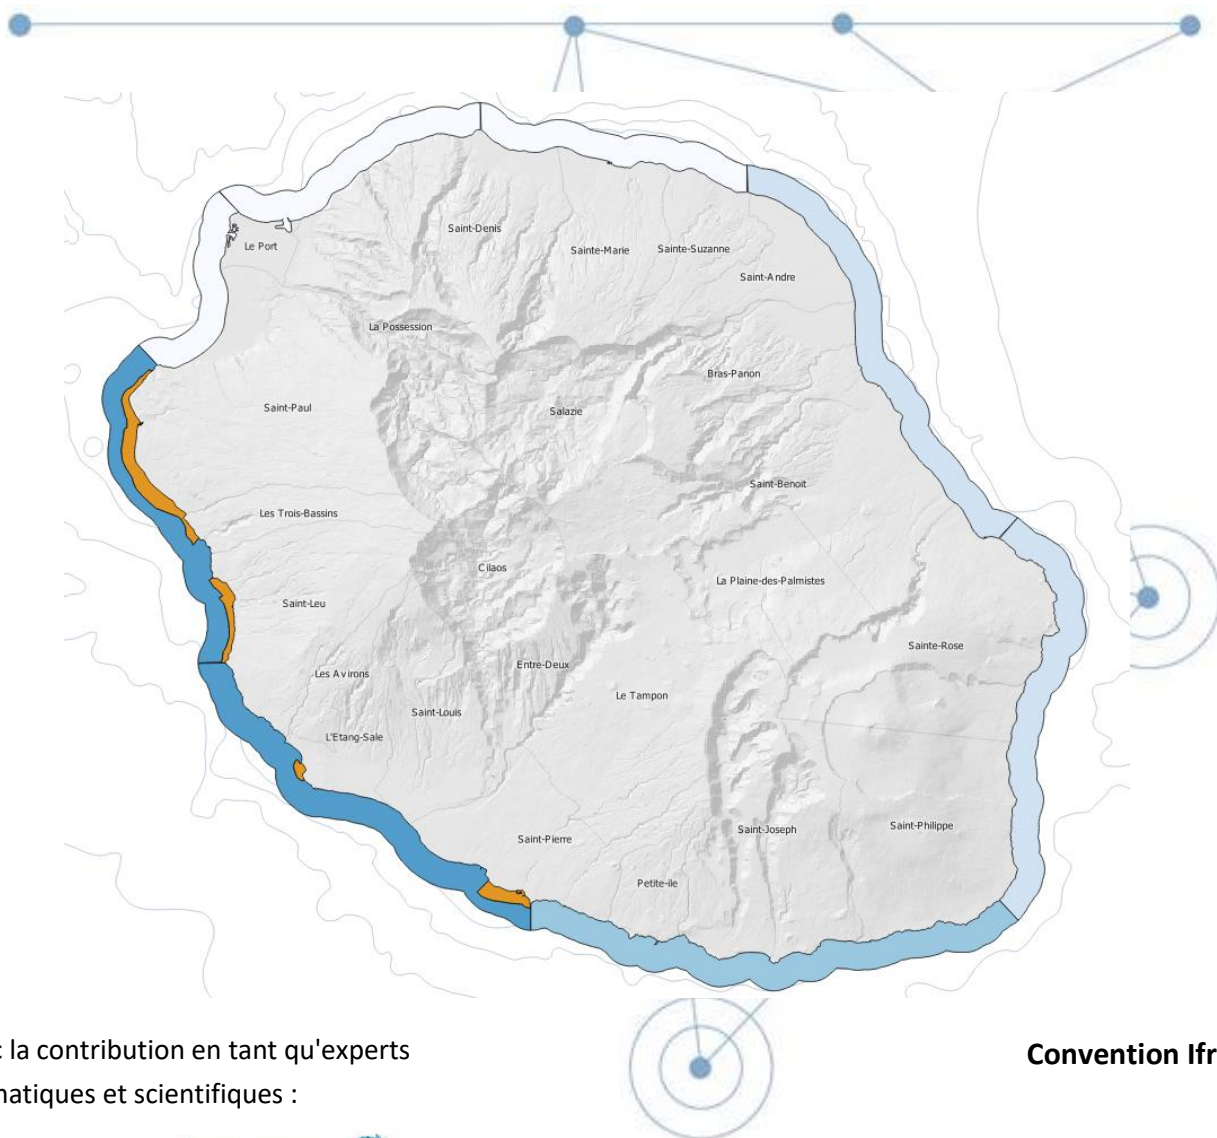 Saint-Denis
Le Port
Sainte-Marie
Sainte-Suzanne
Saint-Andre
La Possession
Bras-Panon
Saint-Paul
Salazie
Saint-Benoit
Les Trois-Bassins
Cilaos
La Plaine-des-Palmistes
Saint-Leu
Sainte-Rose
Entre-Deux
Les Avirons
Le Tampon
Saint-Louis
L'Etang-Sale
Saint-Philippe
Saint-Joseph
Saint-Pierre
Petite-ile
la contribution en tant qu'experts
Convention Ifr
matiques et scientifiques :